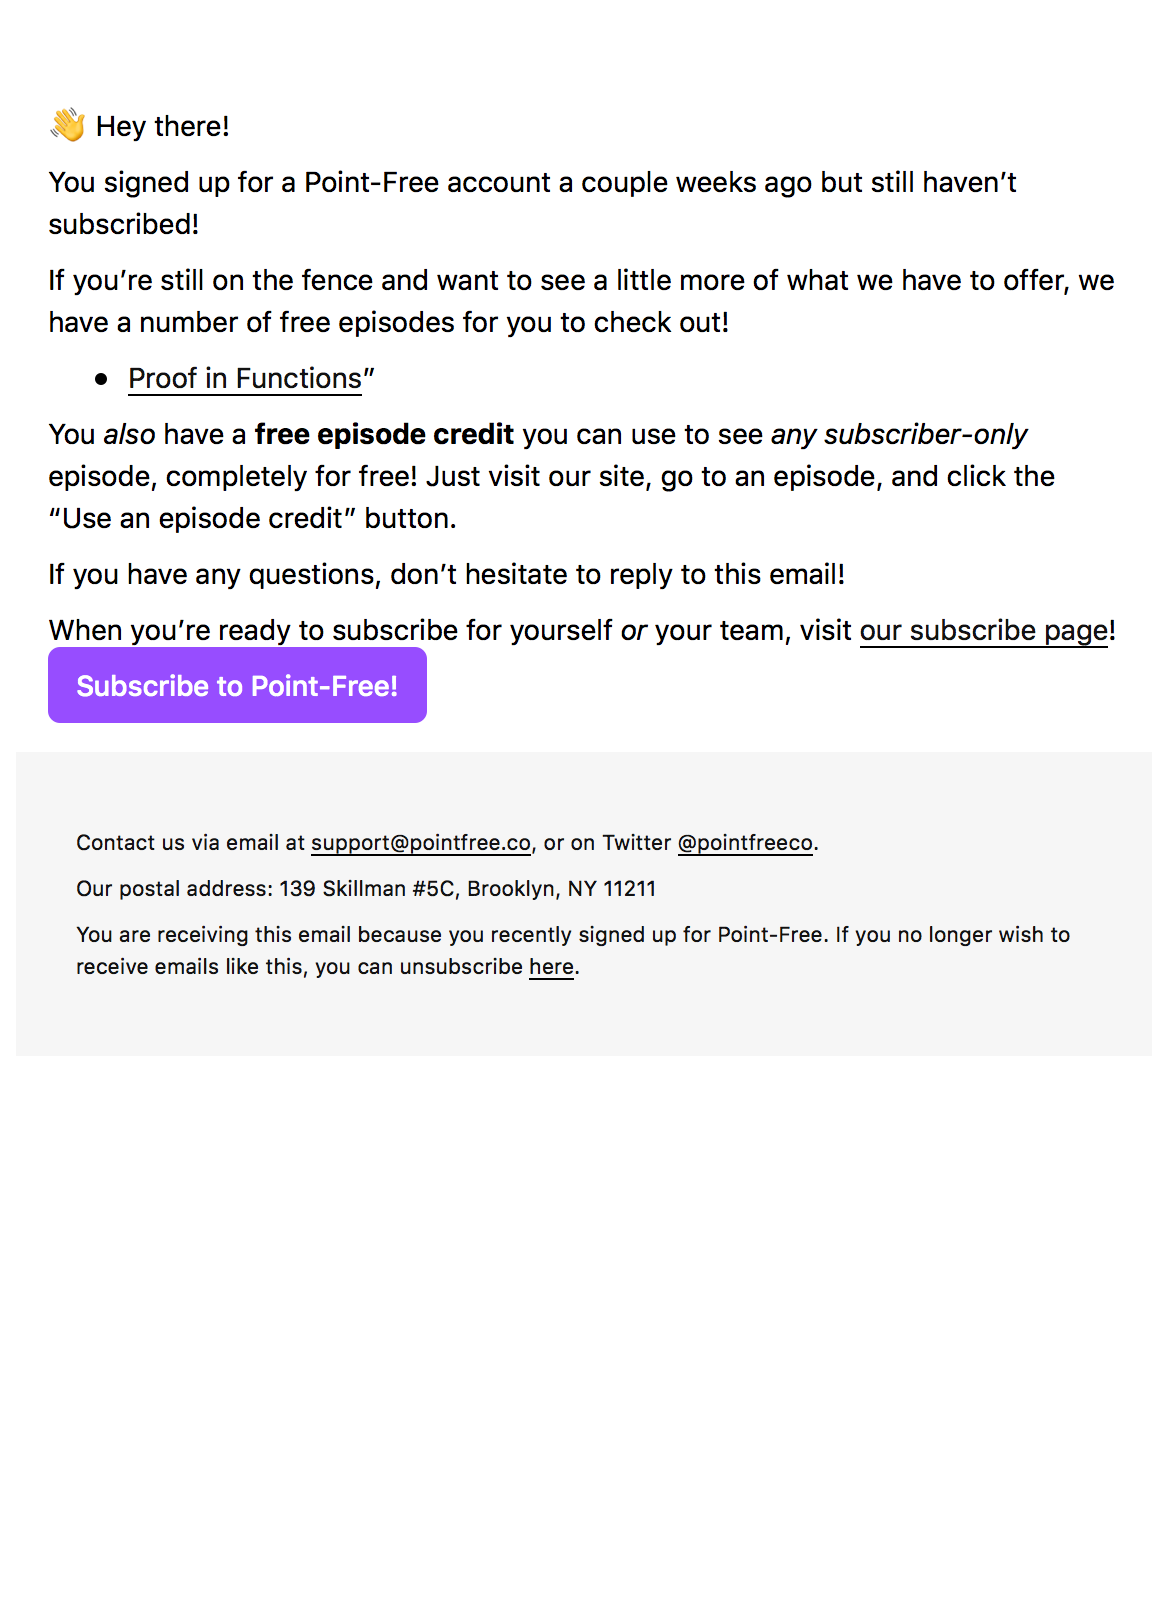 👋 Hey there!
You signed up for a Point-Free account a couple weeks ago but still haven’t
subscribed!
If you’re still on the fence and want to see a little more of what we have to offer, we
have a number of free episodes for you to check out!
• Proof in Functions”
You also have a free episode credit you can use to see any subscriber-only
episode, completely for free! Just visit our site, go to an episode, and click the
“Use an episode credit” button.
If you have any questions, don’t hesitate to reply to this email!
When you’re ready to subscribe for yourself or your team, visit our subscribe page!
Subscribe to Point-Free!
Contact us via email at support@pointfree.co, or on Twitter @pointfreeco.
Our postal address: 139 Skillman #5C, Brooklyn, NY 11211
You are receiving this email because you recently signed up for Point-Free. If you no longer wish to
receive emails like this, you can unsubscribe here.